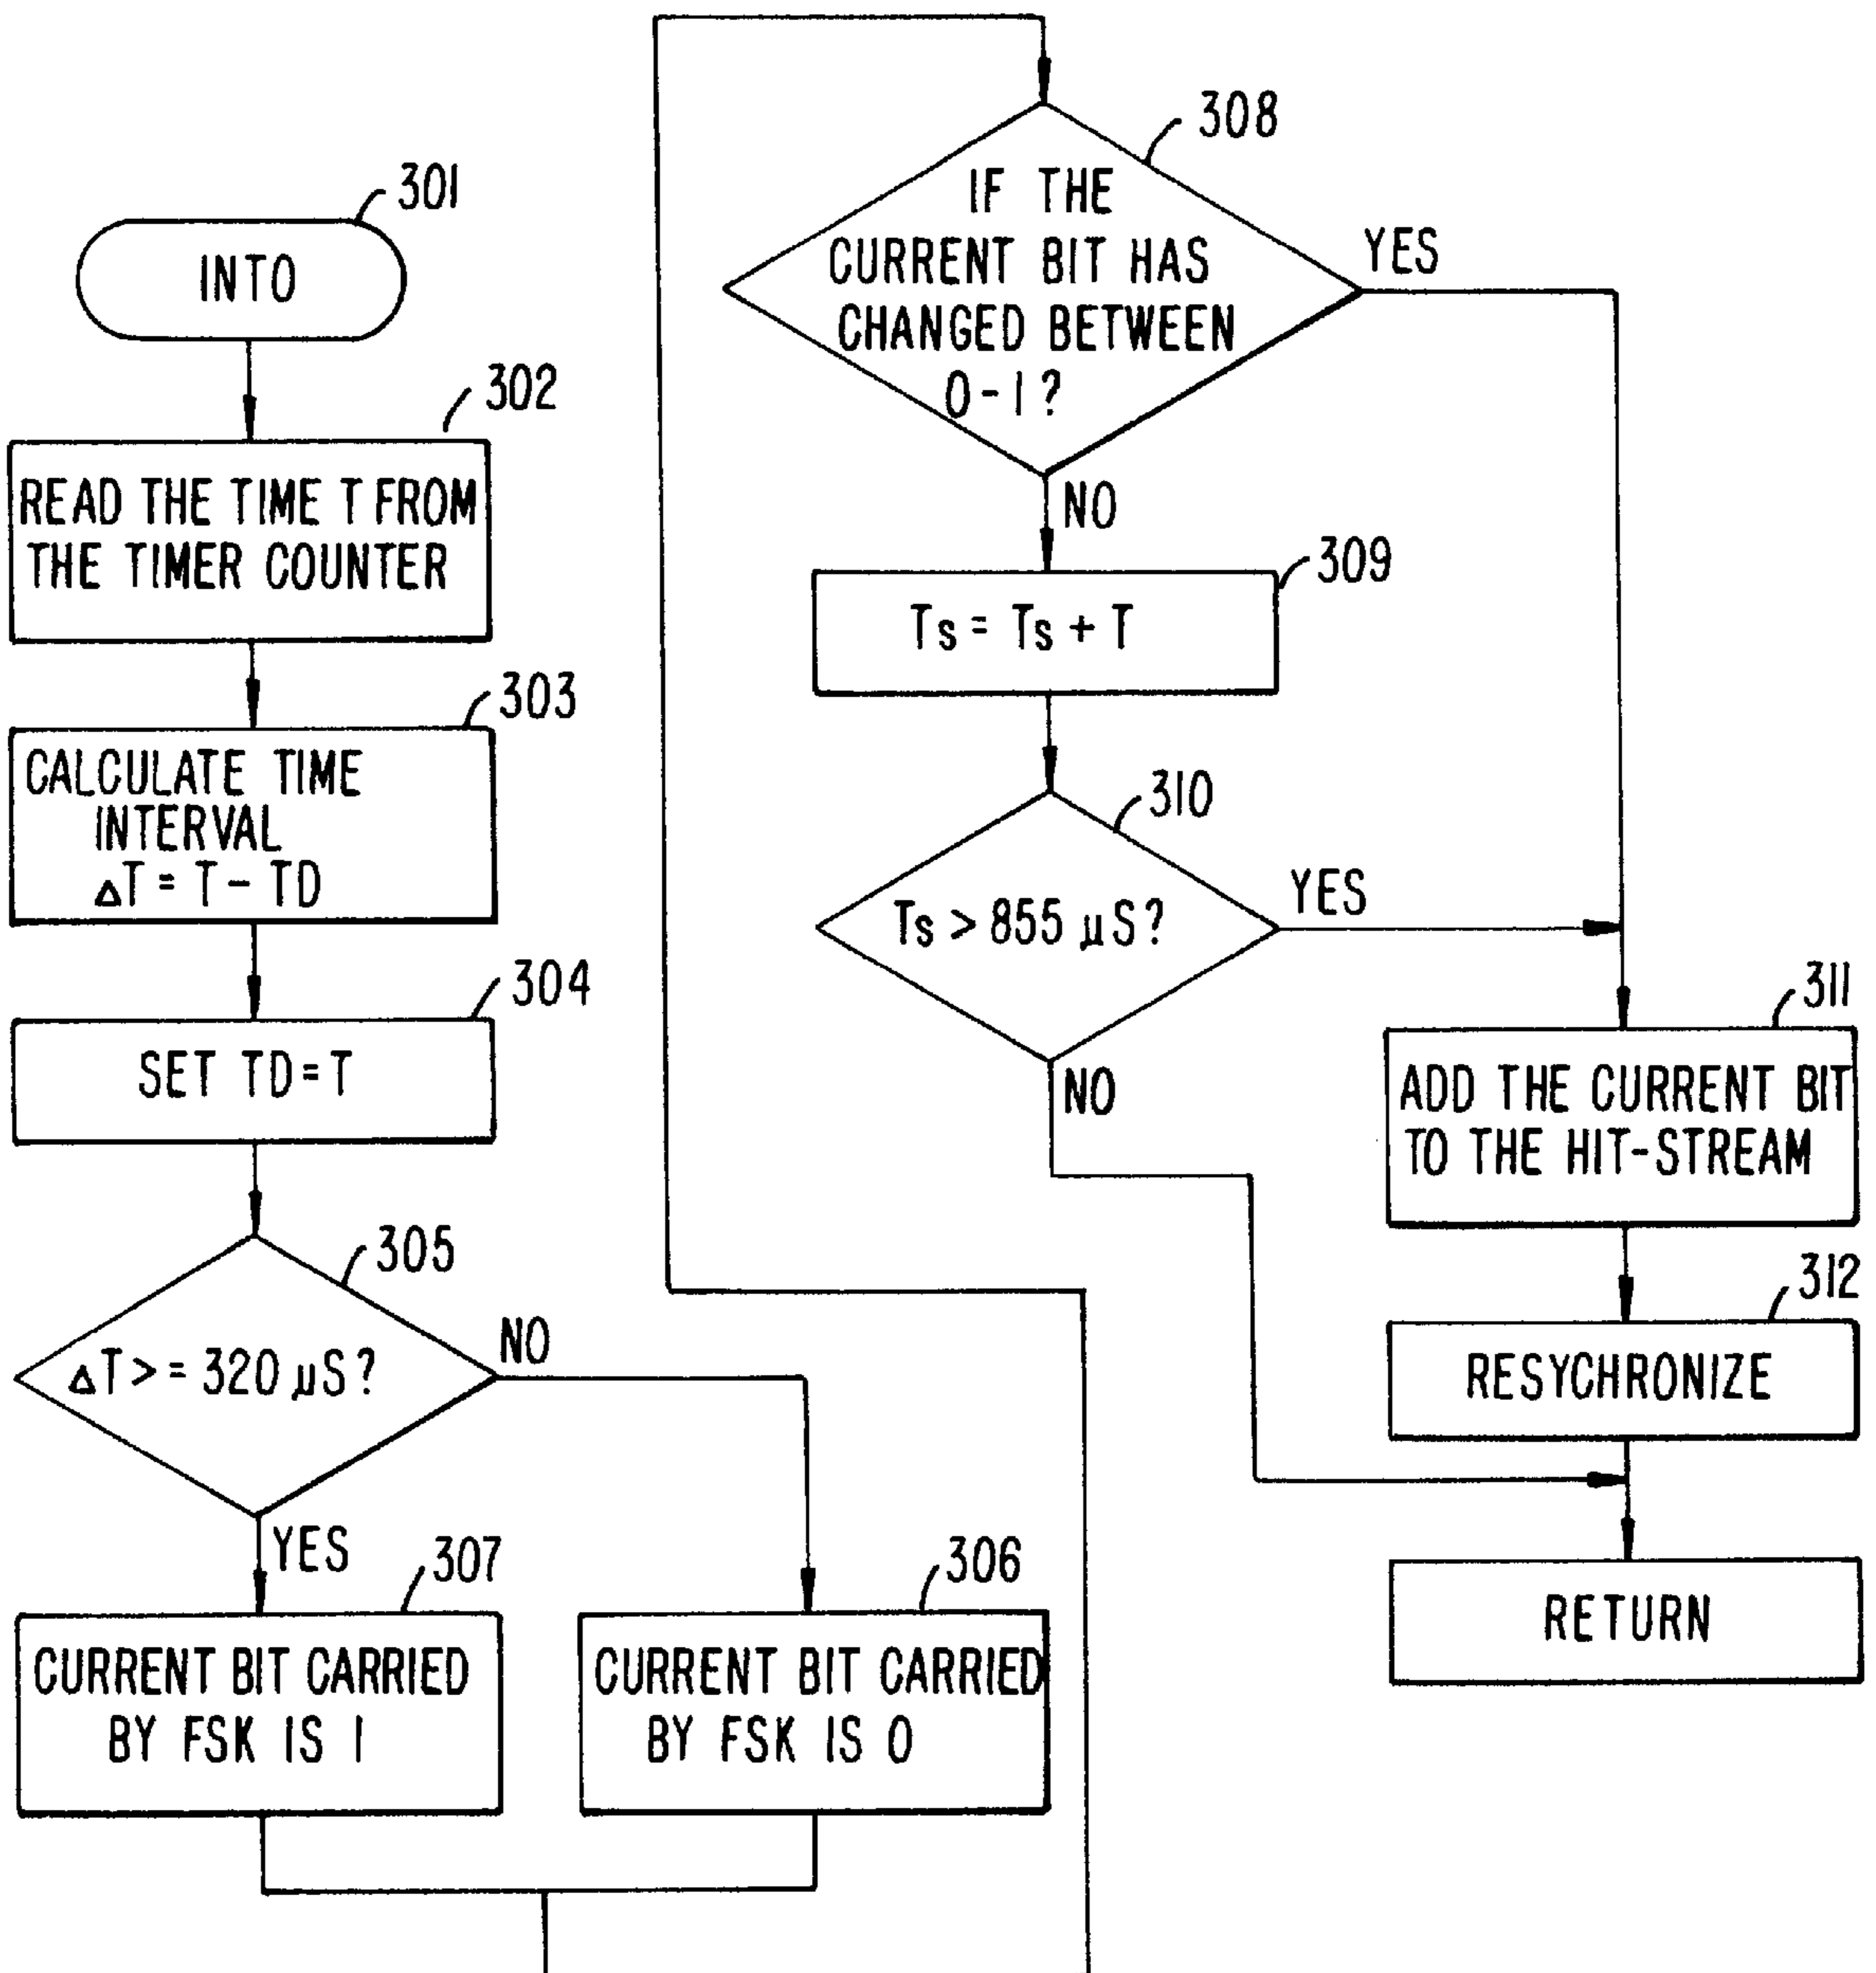 301
INTO
302
READ THE TIME T FROM
THE TIMER COUNTER
303
CALCULATE TIME
INTERVAL
ΔT = T - TD
304
SET TD = T
305
ΔT > = 320 μS?
NO
YES
307
CURRENT BIT CARRIED
BY FSK IS 1
306
CURRENT BIT CARRIED
BY FSK IS 0
308
IF THE
CURRENT BIT HAS
CHANGED BETWEEN
0-1?
YES
NO
309
Ts = Ts + T
310
Ts > 855 μS?
YES
NO
311
ADD THE CURRENT BIT
TO THE HIT-STREAM
312
RESYCHRONIZE
RETURN